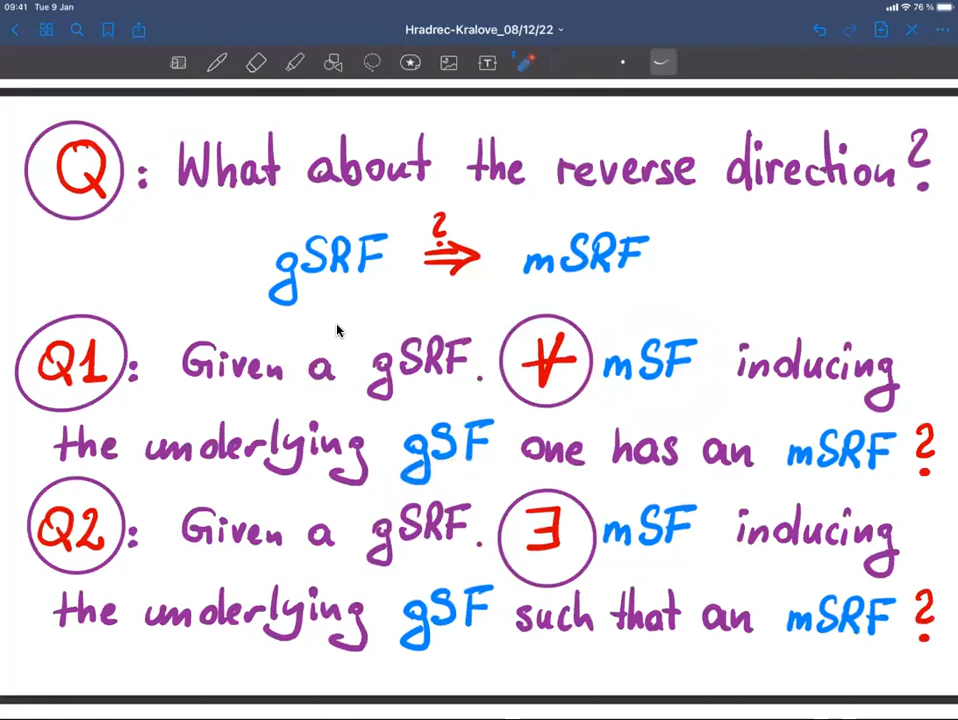 09:41 Tue 9 Jan 76 %
Hradrec-Kralove_08/12/22
Q: What about the reverse direction?
gSRF ?⇒ mSRF
Q1: Given a gSRF. ∀ mSF inducing
the underlying gSF one has an mSRF?
Q2: Given a gSRF. ∃ mSF inducing
the underlying gSF such that an mSRF?